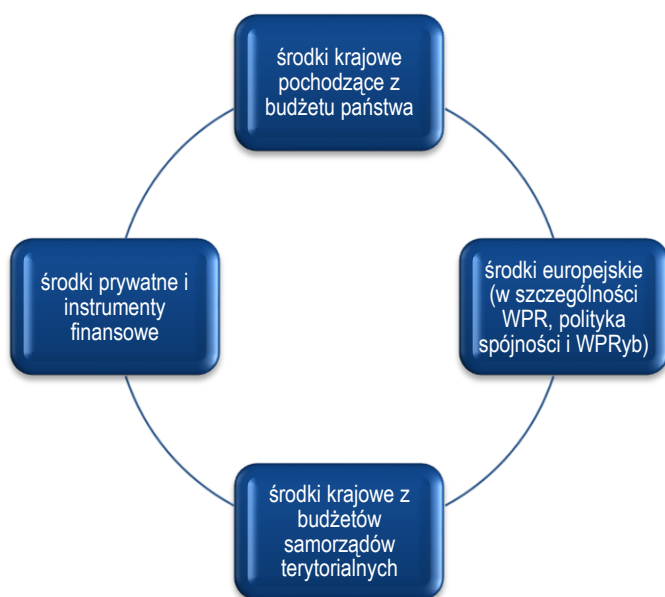 środki krajowe
pochodzące z
budżetu państwa
środki prywatne i
instrumenty
finansowe
środki europejskie
(w szczególności
WPR, polityka
spójności i WPRyb)
środki krajowe z
budżetów
samorządów
terytorialnych